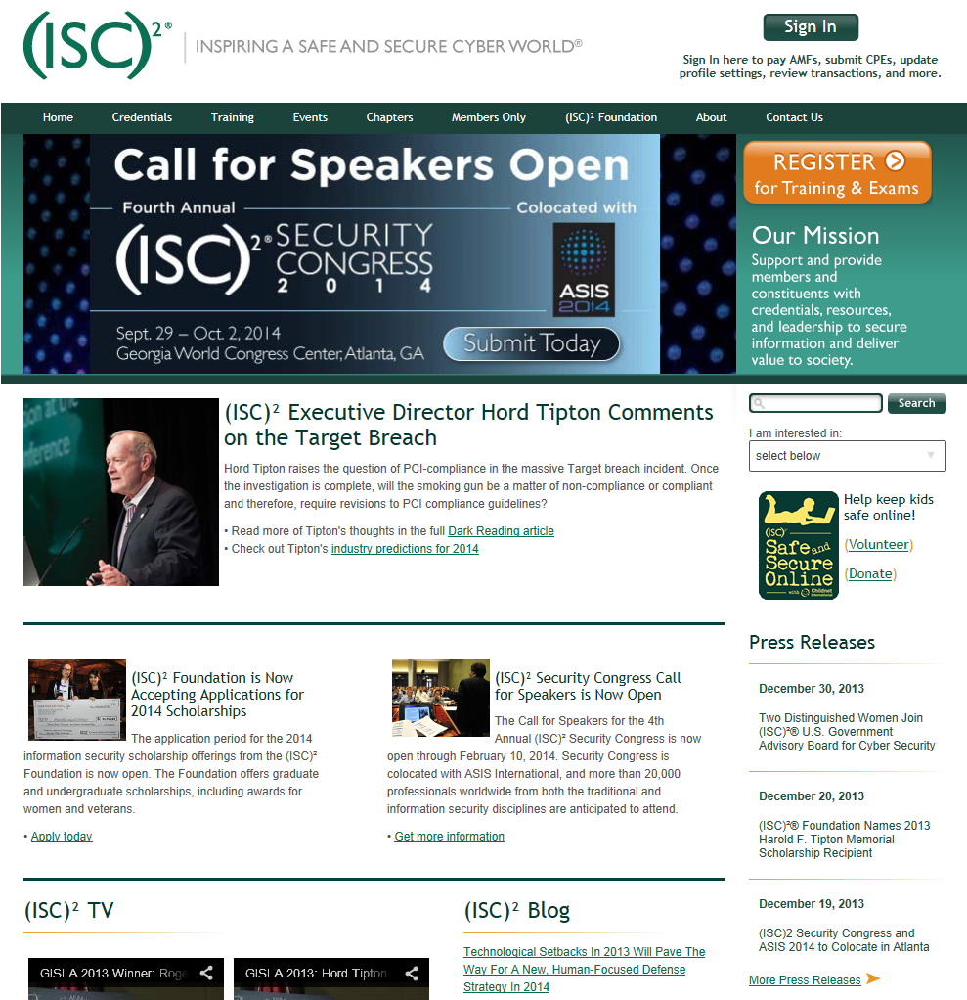 (ISC)²® INSPIRING A SAFE AND SECURE CYBER WORLD®
Sign In
Sign In here to pay AMFs, submit CPEs, update
profile settings, review transactions, and more.
Home Credentials Training Events Chapters Members Only (ISC)² Foundation About Contact Us
Call for Speakers Open
Fourth Annual
Colocated with
(ISC)²® SECURITY
CONGRESS
2014
ASIS
2014
Sept. 29 – Oct. 2, 2014
Georgia World Congress Center, Atlanta, GA
Submit Today
REGISTER
for Training & Exams
Our Mission
Support and provide
members and
constituents with
credentials, resources,
and leadership to secure
information and deliver
value to society.
(ISC)² Executive Director Hord Tipton Comments
on the Target Breach
Hord Tipton raises the question of PCI-compliance in the massive Target breach incident. Once
the investigation is complete, will the smoking gun be a matter of non-compliance or compliant
and therefore, require revisions to PCI compliance guidelines?
• Read more of Tipton's thoughts in the full Dark Reading article
• Check out Tipton's industry predictions for 2014
Search
I am interested in:
select below
(ISC)²
Safe and
Secure
Online
with Childnet
International
Help keep kids
safe online!
(Volunteer)
(Donate)
(ISC)² Foundation is Now
Accepting Applications for
2014 Scholarships
The application period for the 2014
information security scholarship offerings from the (ISC)²
Foundation is now open. The Foundation offers graduate
and undergraduate scholarships, including awards for
women and veterans.
• Apply today
(ISC)² Security Congress Call
for Speakers is Now Open
The Call for Speakers for the 4th
Annual (ISC)² Security Congress is now
open through February 10, 2014. Security Congress is
colocated with ASIS International, and more than 20,000
professionals worldwide from both the traditional and
information security disciplines are anticipated to attend.
• Get more information
Press Releases
December 30, 2013
Two Distinguished Women Join
(ISC)²® U.S. Government
Advisory Board for Cyber Security
December 20, 2013
(ISC)²® Foundation Names 2013
Harold F. Tipton Memorial
Scholarship Recipient
December 19, 2013
(ISC)2 Security Congress and
ASIS 2014 to Colocate in Atlanta
More Press Releases
(ISC)² TV
GISLA 2013 Winner: Roge
GISLA 2013: Hord Tipton
(ISC)² Blog
Technological Setbacks In 2013 Will Pave The
Way For A New, Human-Focused Defense
Strategy In 2014